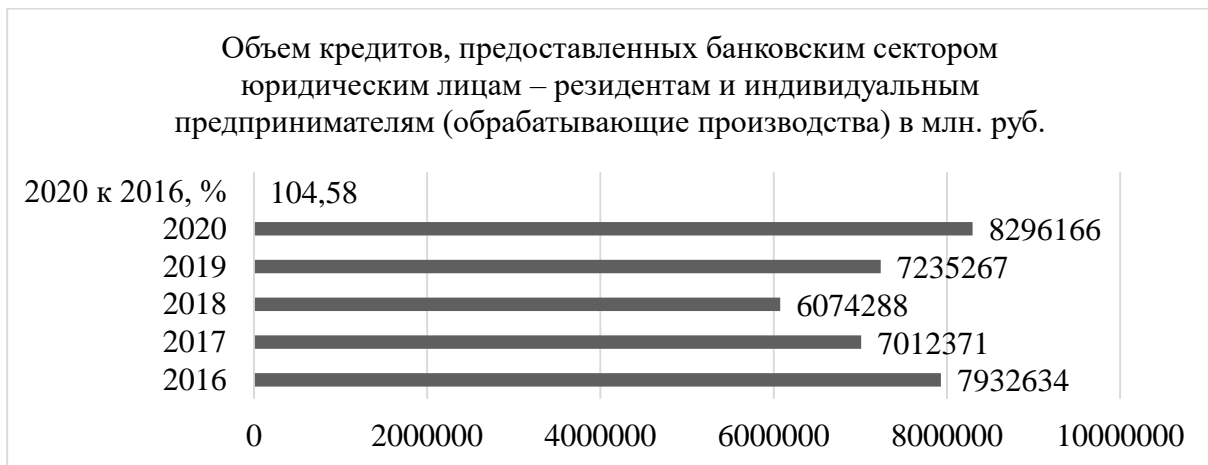 Объем кредитов, предоставленных банковским сектором
юридическим лицам – резидентам и индивидуальным
предпринимателям (обрабатывающие производства) в млн. руб.
2020 к 2016, % 104,58
2020 8296166
2019 7235267
2018 6074288
2017 7012371
2016 7932634
0 2000000 4000000 6000000 8000000 10000000